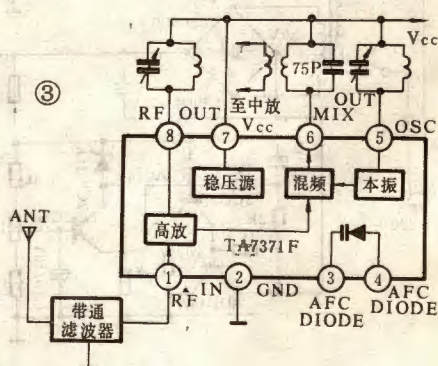 Vcc
75P
OUT
③
至中放
RF OUT
Vcc
MIX
OSC
8
7
6
5
稳压源
混频
本振
高放
TA7371F
ANT
1
2
3
4
RF IN
GND
AFC DIODE
AFC DIODE
带通
滤波器